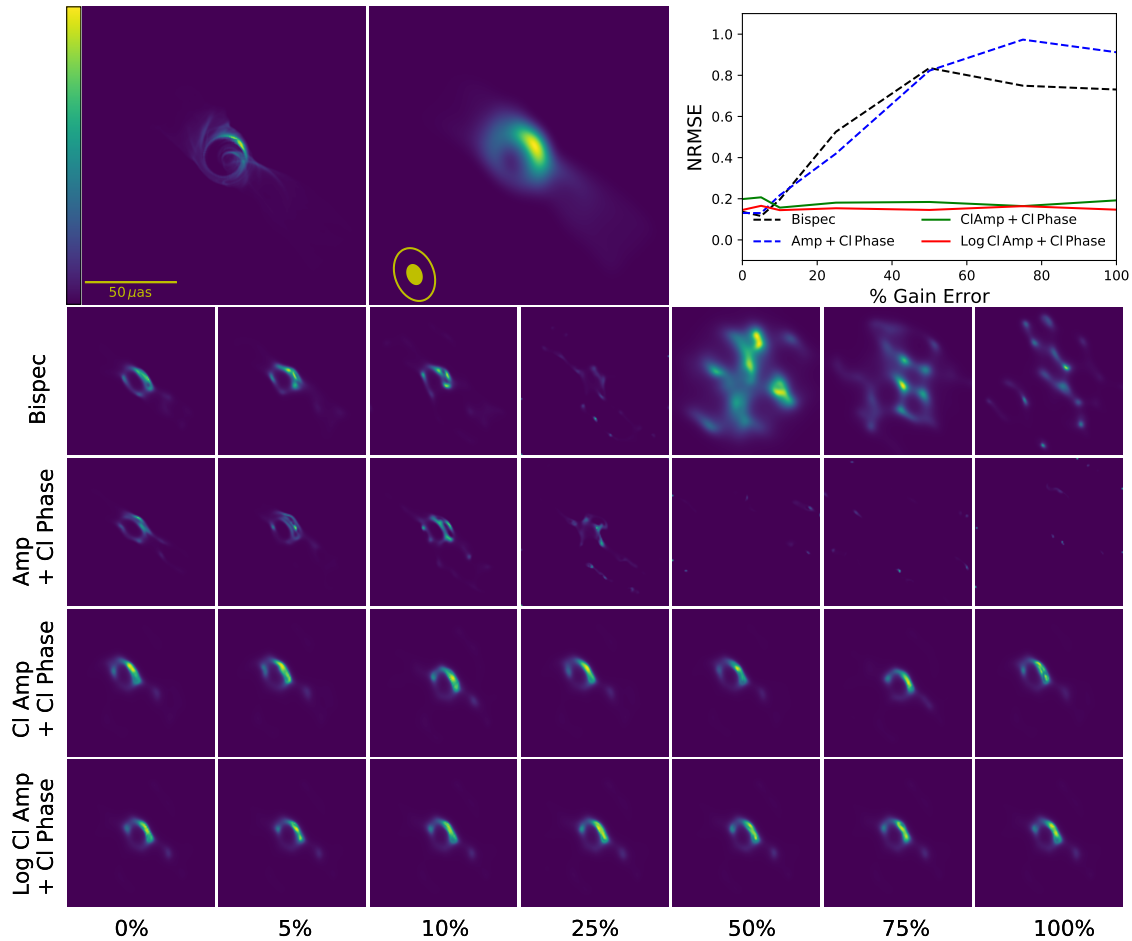 50 μas
NRMSE
1.0
0.8
0.6
0.4
0.2
0.0
Bispec
Amp + Cl Phase
ClAmp + Cl Phase
Log Cl Amp + Cl Phase
0 20 40 60 80 100
% Gain Error
Bispec
Amp
+ Cl Phase
Cl Amp
+ Cl Phase
Log Cl Amp
+ Cl Phase
0% 5% 10% 25% 50% 75% 100%